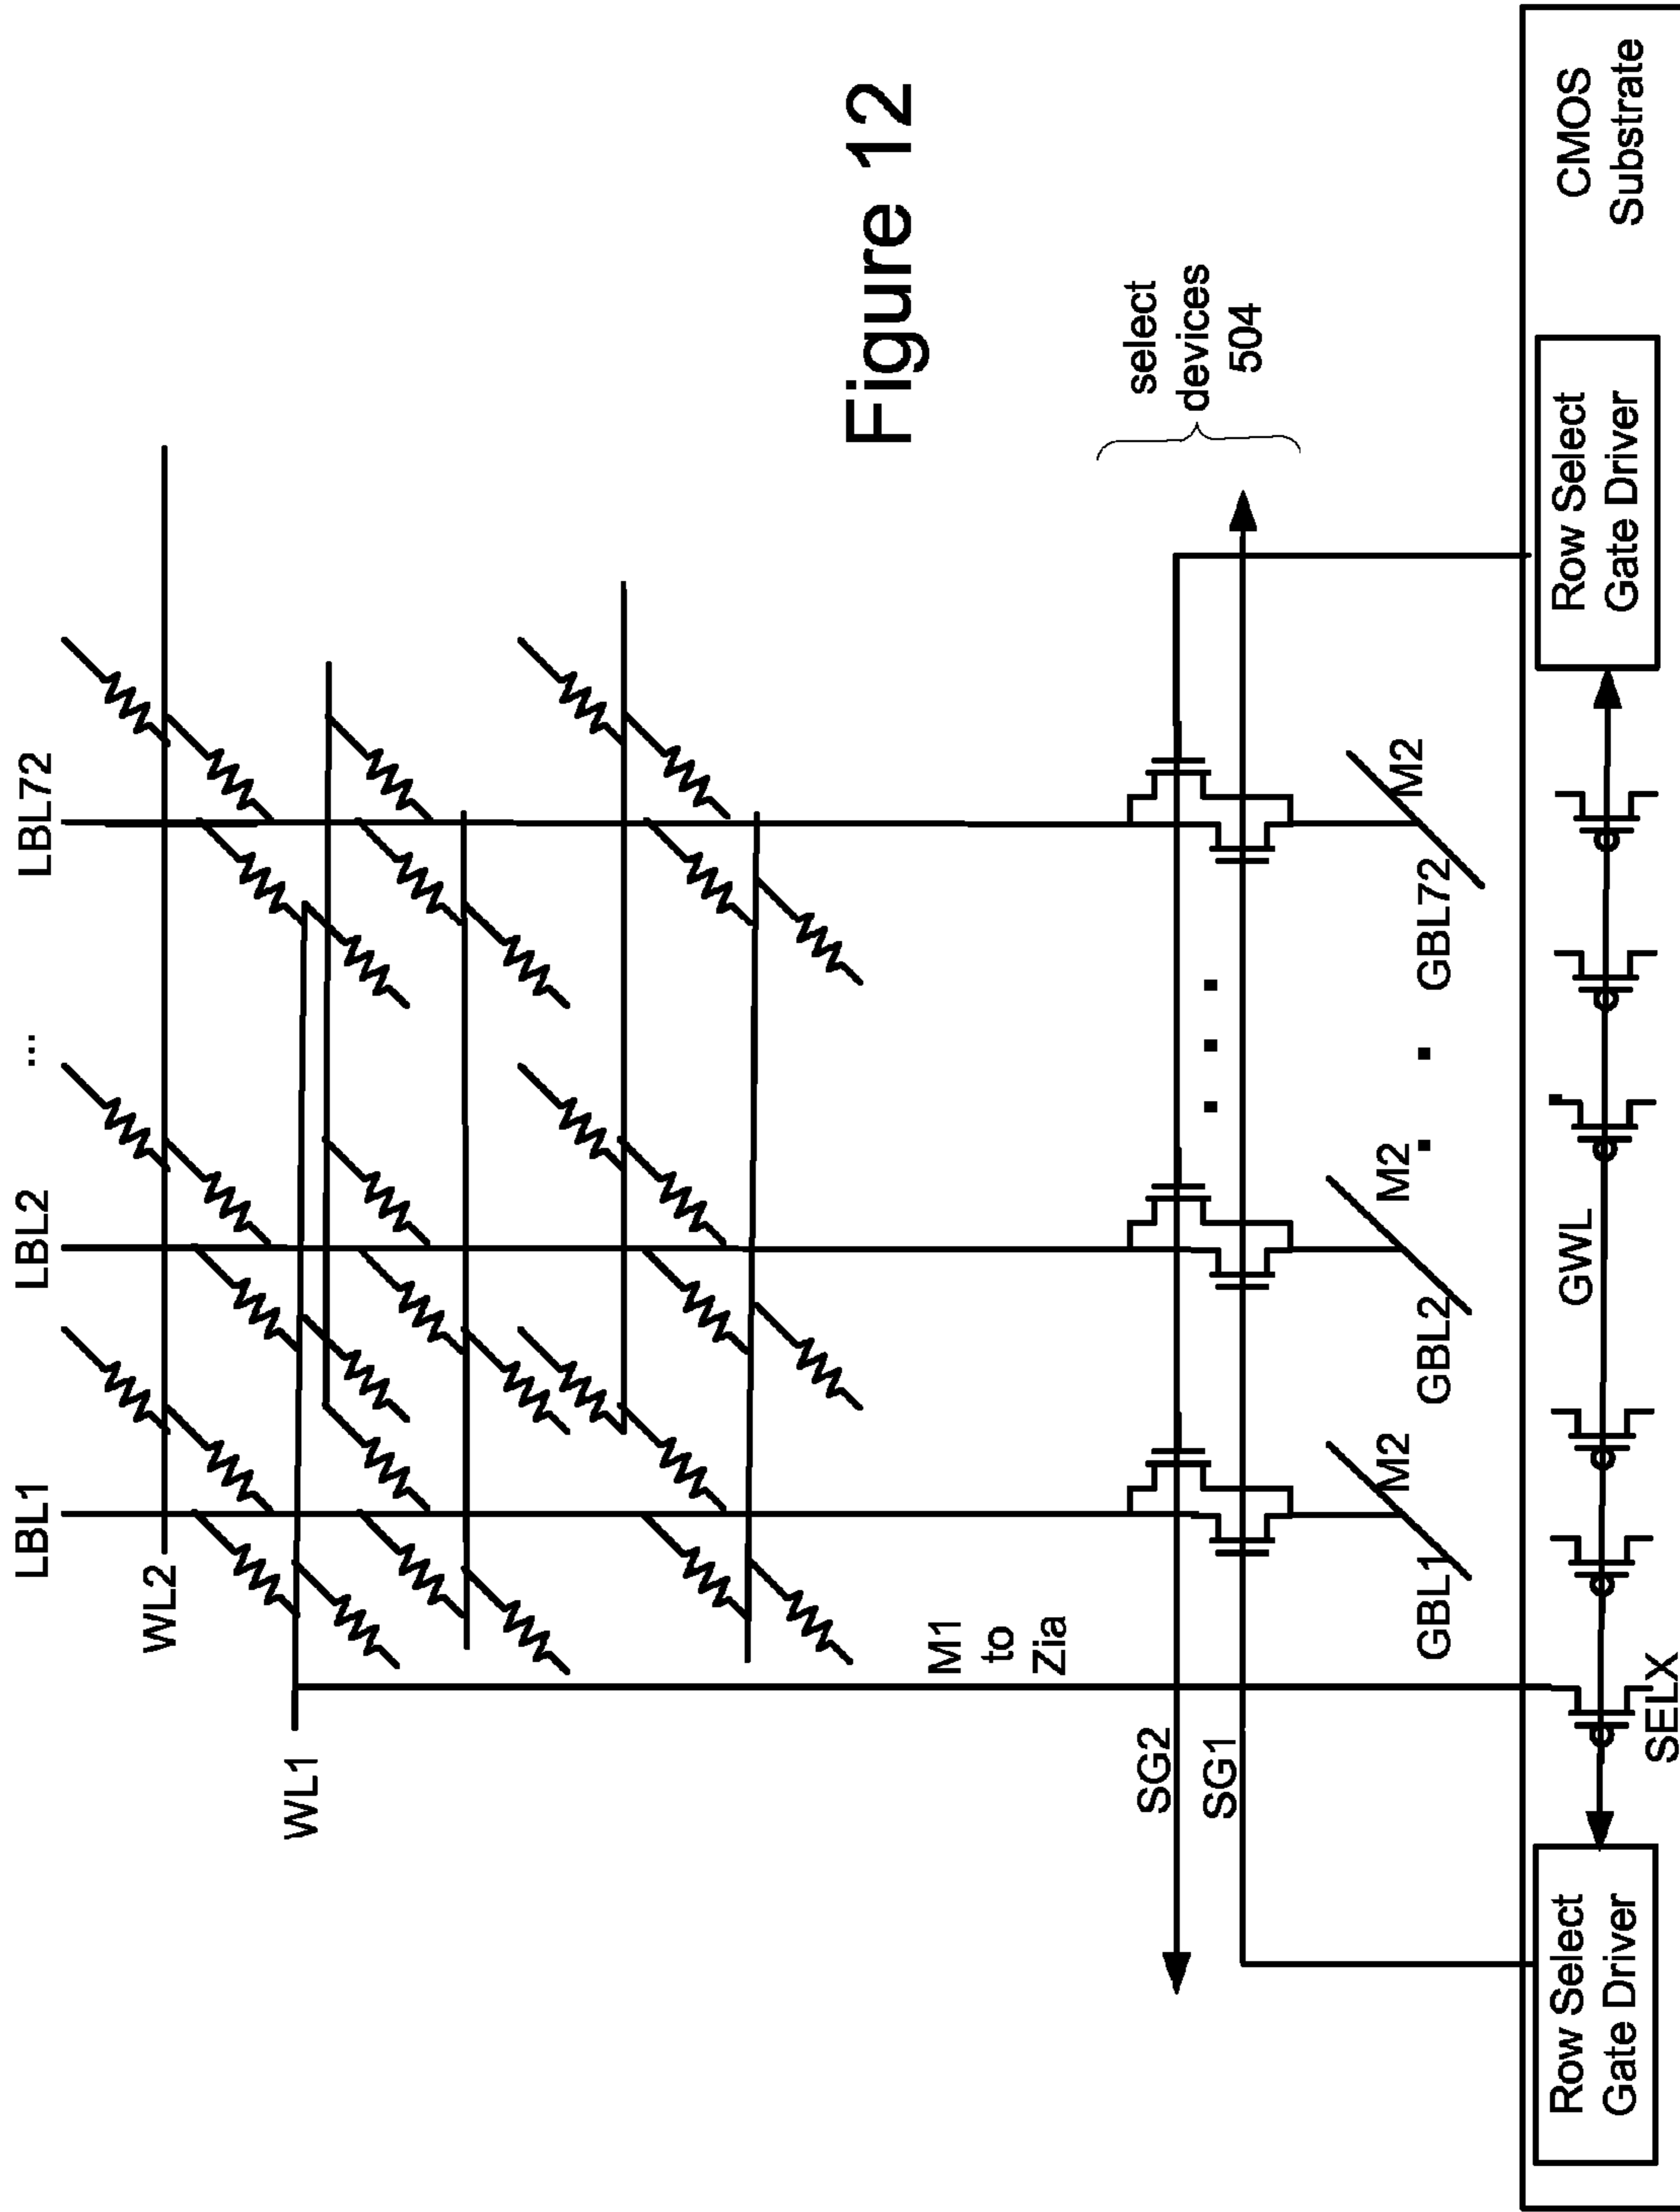 LBL1
LBL2
...
LBL72
WL2
WL1
M1
to
Zia
Figure 12
SG2
SG1
select
devices
504
M2
M2
M2
GBL1
GBL2
GBL72
GWL
SELX
Row Select
Gate Driver
Row Select
Gate Driver
CMOS
Substrate